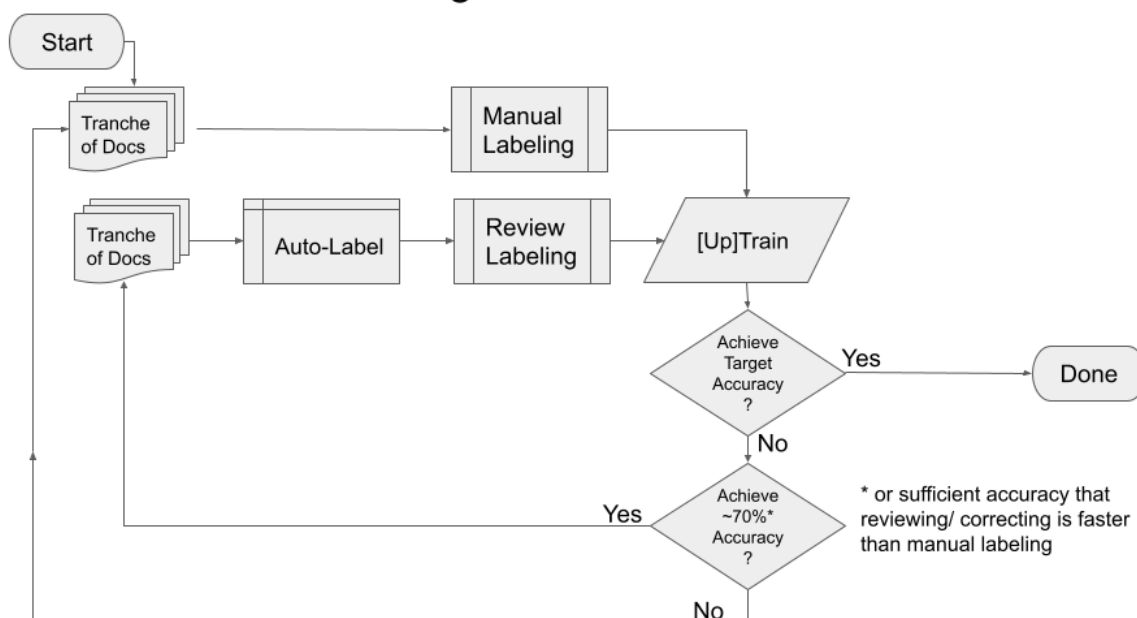 Start
Tranche
of Docs
Manual
Labeling
Tranche
of Docs
Auto-Label
Review
Labeling
[Up]Train
Achieve
Target
Accuracy
?
Yes
Done
No
Achieve
~70%*
Accuracy
?
Yes
* or sufficient accuracy that
reviewing/ correcting is faster
than manual labeling
No